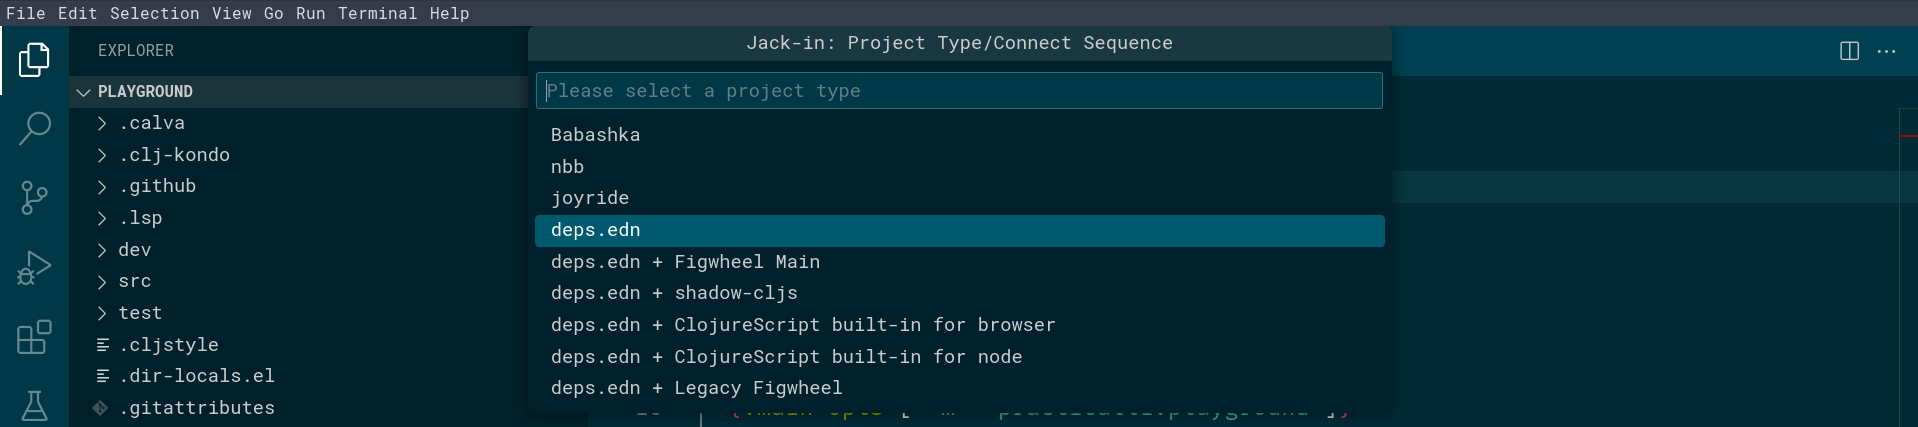 File Edit Selection View Go Run Terminal Help
EXPLORER
PLAYGROUND
.calva
.clj-kondo
.github
.lsp
dev
src
test
.cljstyle
.dir-locals.el
.gitattributes
Jack-in: Project Type/Connect Sequence
Please select a project type
Babashka
nbb
joyride
deps.edn
deps.edn + Figwheel Main
deps.edn + shadow-cljs
deps.edn + ClojureScript built-in for browser
deps.edn + ClojureScript built-in for node
deps.edn + Legacy Figwheel